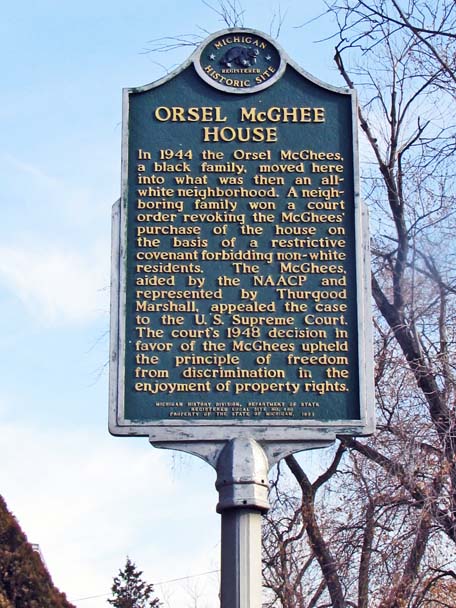 MICHIGAN
REGISTERED
HISTORIC SITE
ORSEL McGHEE
HOUSE
In 1944 the Orsel McGhees,
a black family, moved here
into what was then an all-
white neighborhood. A neigh-
boring family won a court
order revoking the McGhees'
purchase of the house on
the basis of a restrictive
covenant forbidding non-white
residents. The McGhees,
aided by the NAACP and
represented by Thurgood
Marshall, appealed the case
to the U. S. Supreme Court.
The court's 1948 decision in
favor of the McGhees upheld
the principle of freedom
from discrimination in the
enjoyment of property rights.
MICHIGAN HISTORY DIVISION, DEPARTMENT OF STATE
REGISTERED LOCAL SITE NO.
PROPERTY OF THE STATE OF MICHIGAN,